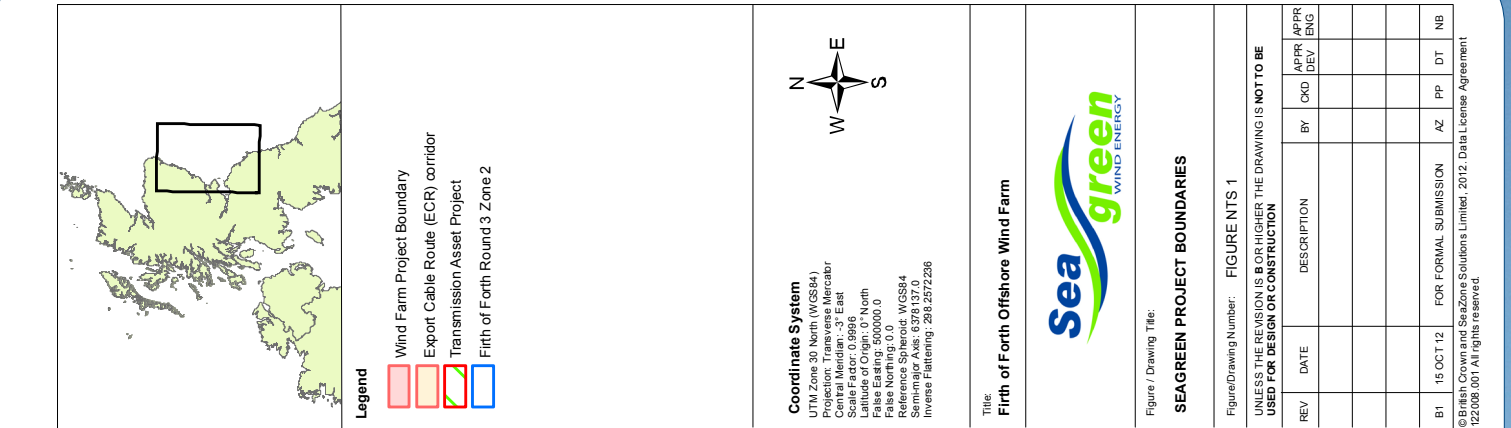 Legend
Wind Farm Project Boundary
Export Cable Route (ECR) corridor
Transmission Asset Project
Firth of Forth Round 3 Zone 2
N
W
E
S
Coordinate System
UTM Zone 30 North (WGS84)
Projection: Transverse Mercator
Central Meridian: -3° East
Scale Factor: 0.9996
Latitude of Origin: 0° North
False Easting: 500000.0
False Northing: 0.0
Reference Spheroid: WGS84
Semi-major Axis: 6378137.0
Inverse Flattening: 298.2572236
Title:
Firth of Forth Offshore Wind Farm
Sea
green
WIND ENERGY
Figure / Drawing Title:
SEAGREEN PROJECT BOUNDARIES
Figure/Drawing Number: FIGURE NTS 1
UNLESS THE REVISION IS B OR HIGHER THE DRAWING IS NOT TO BE
USED FOR DESIGN OR CONSTRUCTION
REV DATE DESCRIPTION BY CKD APPR DEV APPR ENG
B1 15 OCT 12 FOR FORMAL SUBMISSION AZ PP DT NB
© British Crown and SeaZone Solutions Limited, 2012. Data License Agreement
122008.001 All rights reserved.